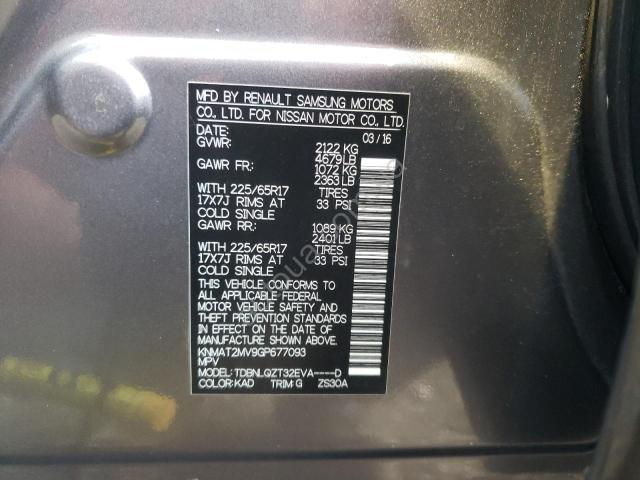 MFD BY RENAULT SAMSUNG MOTORS
CO. LTD. FOR NISSAN MOTOR CO. LTD.
DATE: 03/16
GVWR: 2122 KG
4679 LB
GAWR FR: 1072 KG
2363 LB
WITH 225/65R17 TIRES
17X7J RIMS AT 33 PSI
COLD SINGLE
GAWR RR: 1089 KG
2401 LB
WITH 225/65R17 TIRES
17X7J RIMS AT 33 PSI
COLD SINGLE
THIS VEHICLE CONFORMS TO
ALL APPLICABLE FEDERAL
MOTOR VEHICLE SAFETY AND
THEFT PREVENTION STANDARDS
IN EFFECT ON THE DATE OF
MANUFACTURE SHOWN ABOVE.
KNMAT2MV9GP677093
MPV
MODEL: TDBNLQZT32EVA----D
COLOR: KAD TRIM: G ZS30A